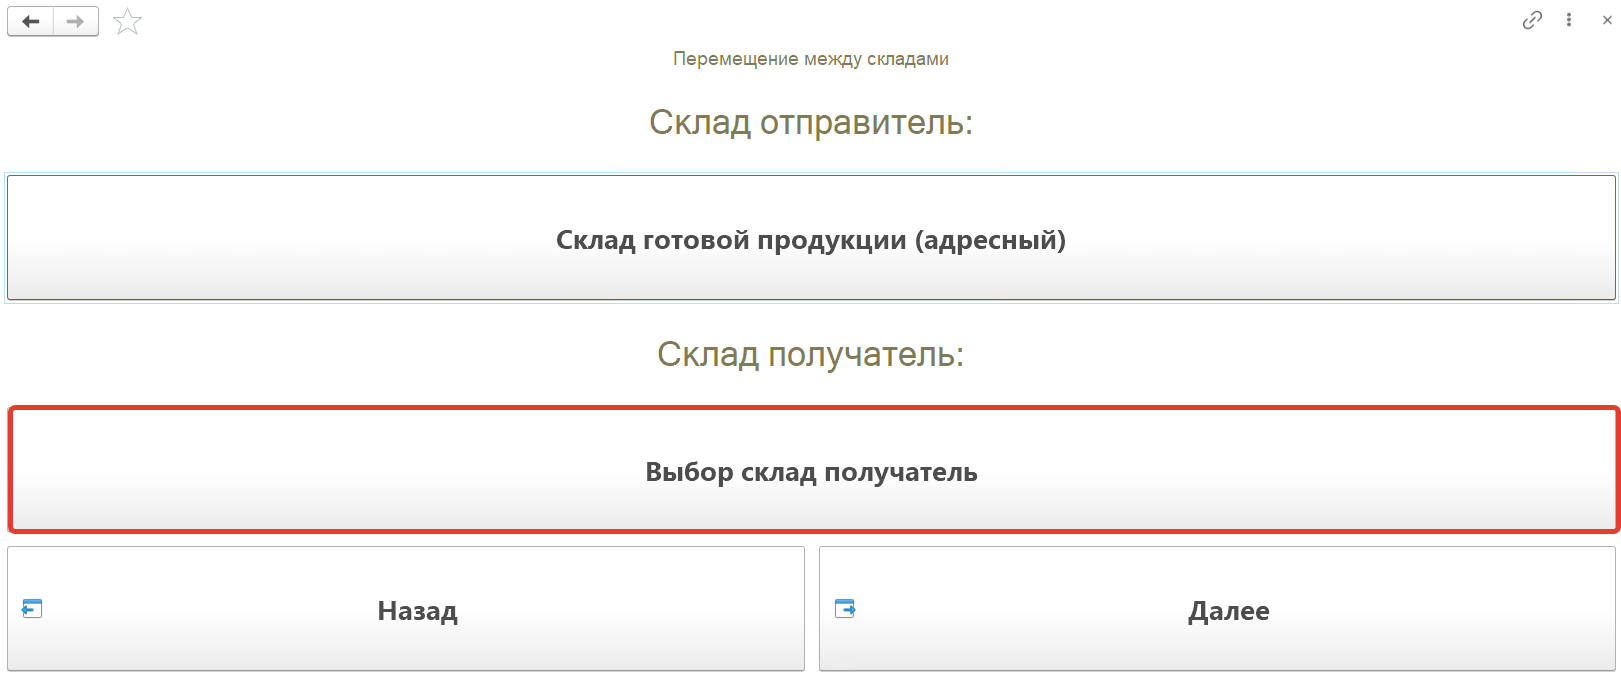 Перемещение между складами
Склад отправитель:
Склад готовой продукции (адресный)
Склад получатель:
Выбор склад получатель
Назад
Далее